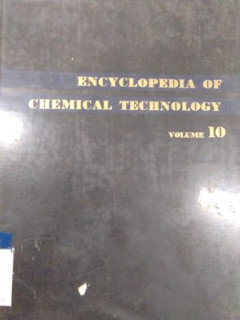 ENCYCLOPEDIA OF
CHEMICAL TECHNOLOGY
VOLUME 10